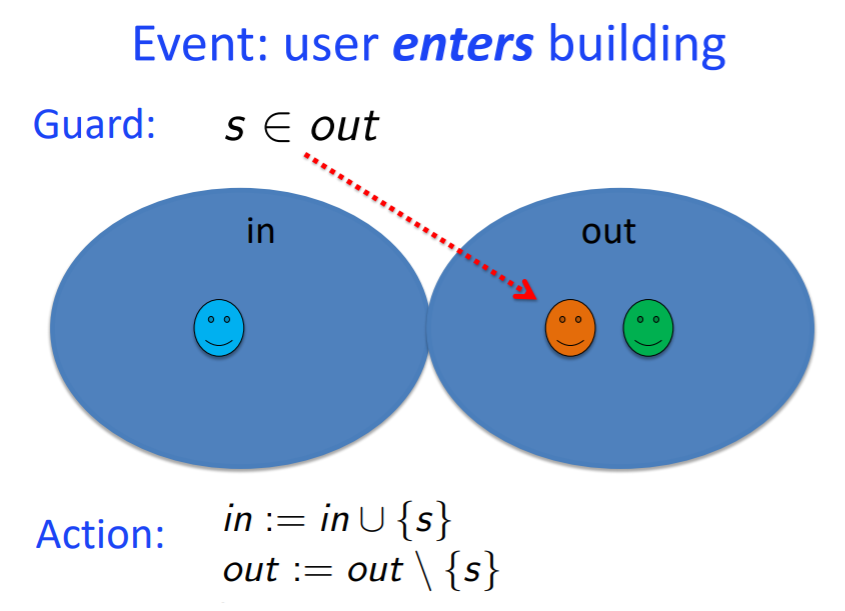 Event: user enters building
Guard: s ∈ out
in out
Action: in := in ∪ {s}
out := out \ {s}